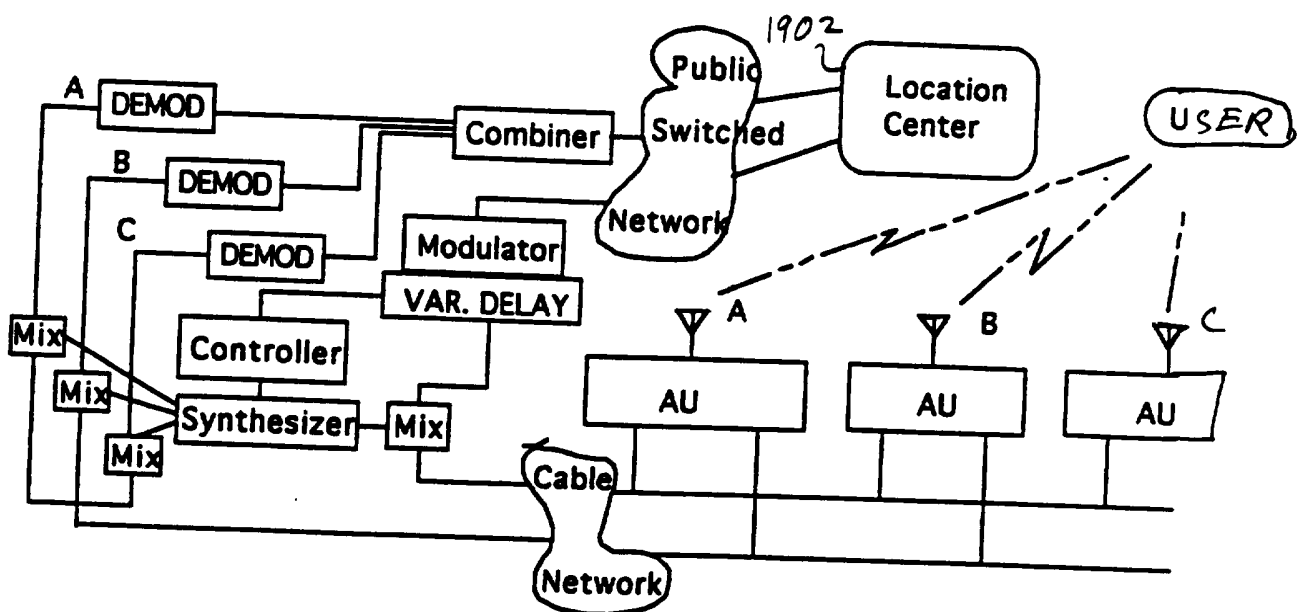 1902
A
DEMOD
B
DEMOD
C
DEMOD
Combiner
Public
Switched
Network
Location
Center
USER
Modulator
VAR. DELAY
Controller
Synthesizer
Mix
Mix
Mix
Mix
A
B
C
AU
AU
AU
Cable
Network